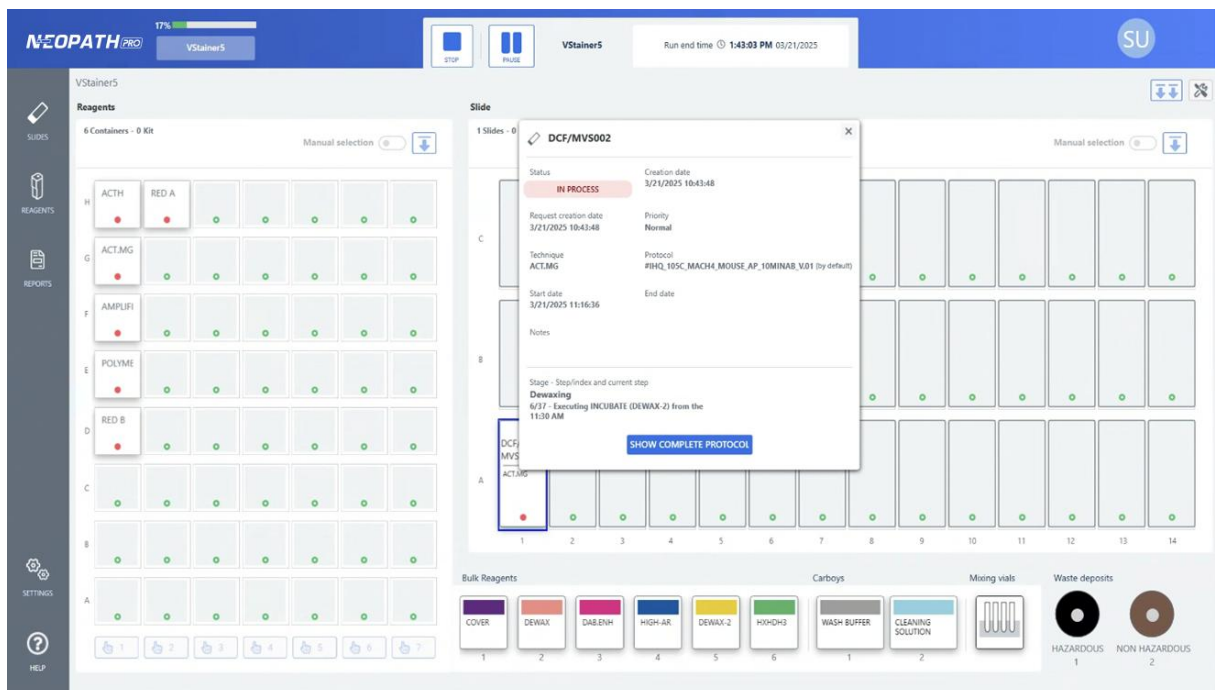 NEOPATH PRO
17%
VStainer5
STOP
PAUSE
VStainer5
Run end time 1:43:03 PM 03/21/2025
SU
SLIDES
REAGENTS
REPORTS
SETTINGS
HELP
VStainer5
Reagents
6 Containers - 0 Kit
Manual selection
H
ACTH
RED A
G
ACT.MG
F
AMPLIFI
E
POLYME
D
RED B
C
B
A
1
2
3
4
5
6
7
Slide
1 Slides - 0
Manual selection
C
B
A
DCF/
MVS
ACT.MG
1
2
3
4
5
6
7
8
9
10
11
12
13
14
DCF/MVS002
X
Status
IN PROCESS
Creation date
3/21/2025 10:43:48
Request creation date
3/21/2025 10:43:48
Priority
Normal
Technique
ACT.MG
Protocol
#IHQ_105C_MACH4_MOUSE_AP_10MINAB_V.01 (by default)
Start date
3/21/2025 11:16:36
End date
Notes
Stage - Step/index and current step
Dewaxing
6/37 - Executing INCUBATE (DEWAX-2) from the
11:30 AM
SHOW COMPLETE PROTOCOL
Bulk Reagents
COVER
DEWAX
DAB.ENH
HIGH-AR
DEWAX-2
HXHDH3
1
2
3
4
5
6
Carboys
WASH BUFFER
CLEANING
SOLUTION
1
2
Mixing vials
Waste deposits
HAZARDOUS
1
NON HAZARDOUS
2